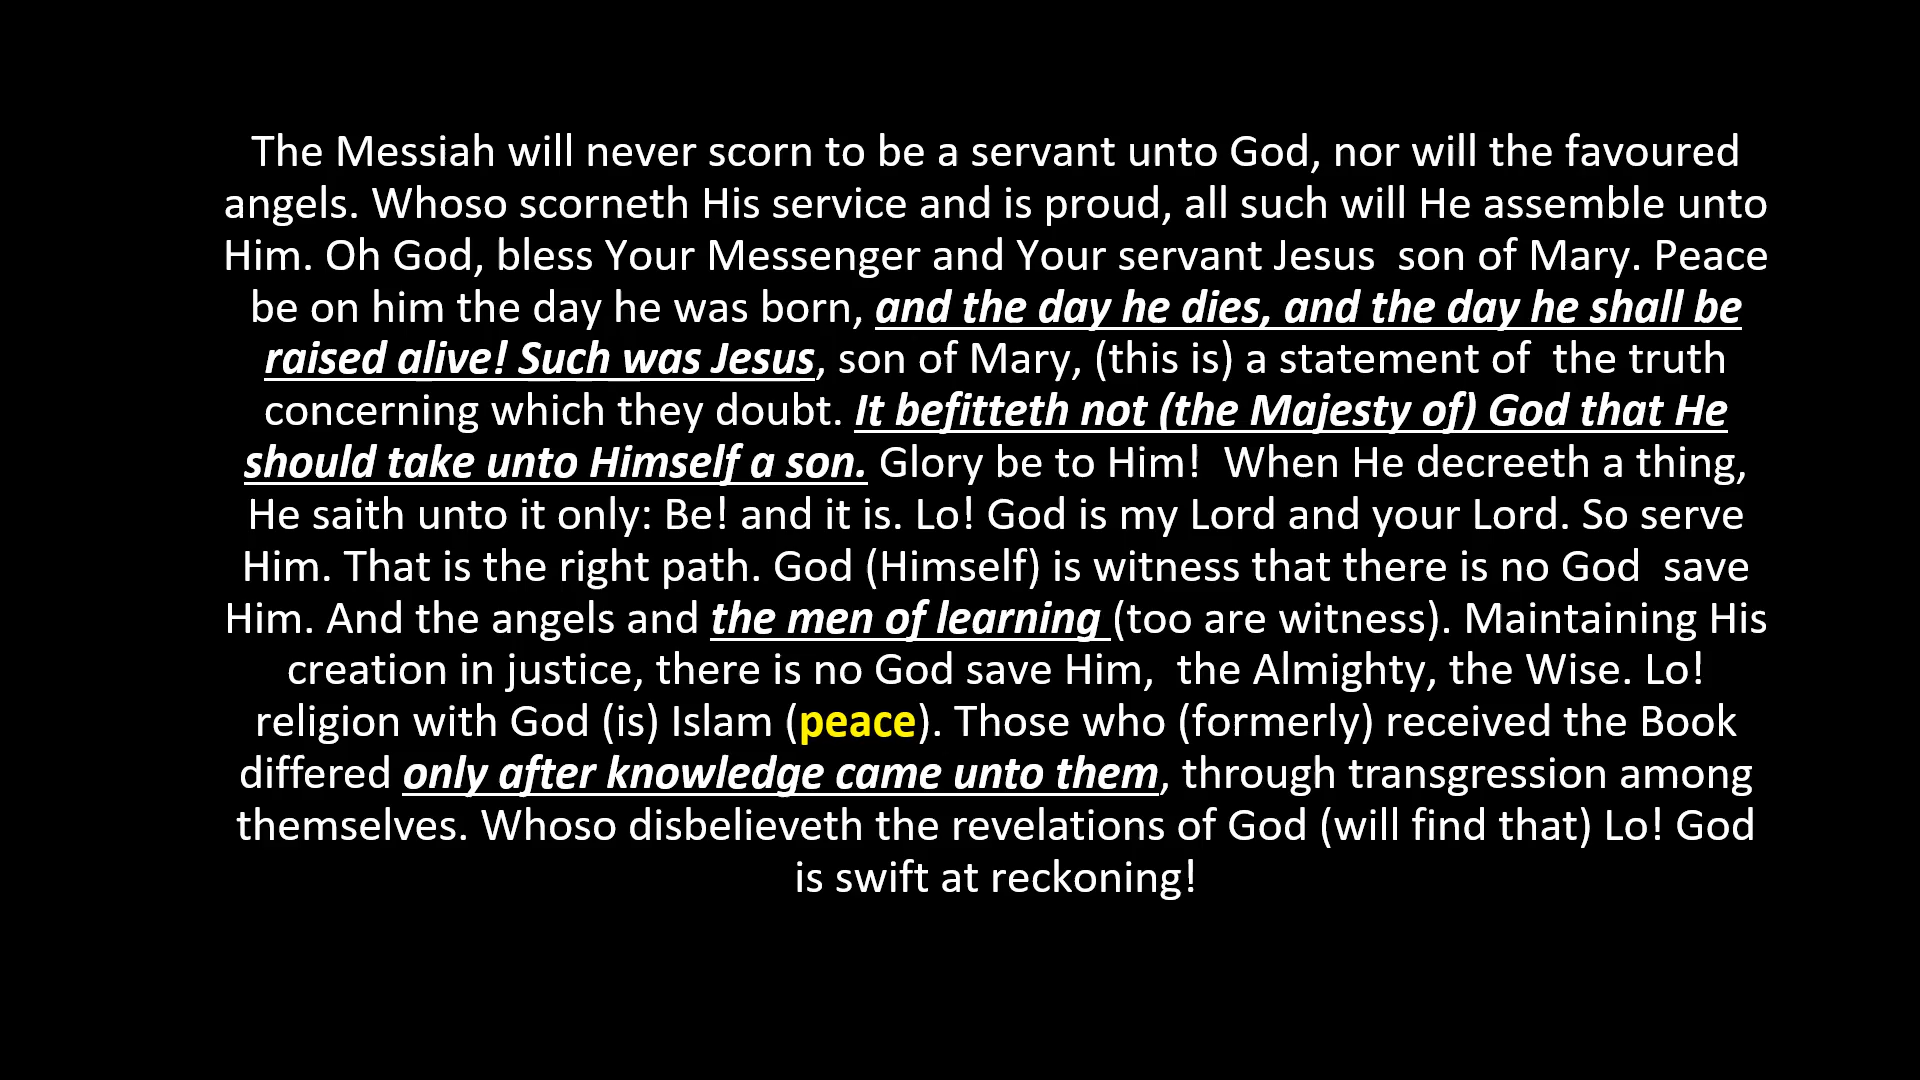 The Messiah will never scorn to be a servant unto God, nor will the favoured
angels. Whoso scorneth His service and is proud, all such will He assemble unto
Him. Oh God, bless Your Messenger and Your servant Jesus  son of Mary. Peace
be on him the day he was born, and the day he dies, and the day he shall be
raised alive! Such was Jesus, son of Mary, (this is) a statement of  the truth
concerning which they doubt. It befitteth not (the Majesty of) God that He
should take unto Himself a son. Glory be to Him!  When He decreeth a thing,
He saith unto it only: Be! and it is. Lo! God is my Lord and your Lord. So serve
Him. That is the right path. God (Himself) is witness that there is no God  save
Him. And the angels and the men of learning (too are witness). Maintaining His
creation in justice, there is no God save Him,  the Almighty, the Wise. Lo!
religion with God (is) Islam (peace). Those who (formerly) received the Book
differed only after knowledge came unto them, through transgression among
themselves. Whoso disbelieveth the revelations of God (will find that) Lo! God
is swift at reckoning!